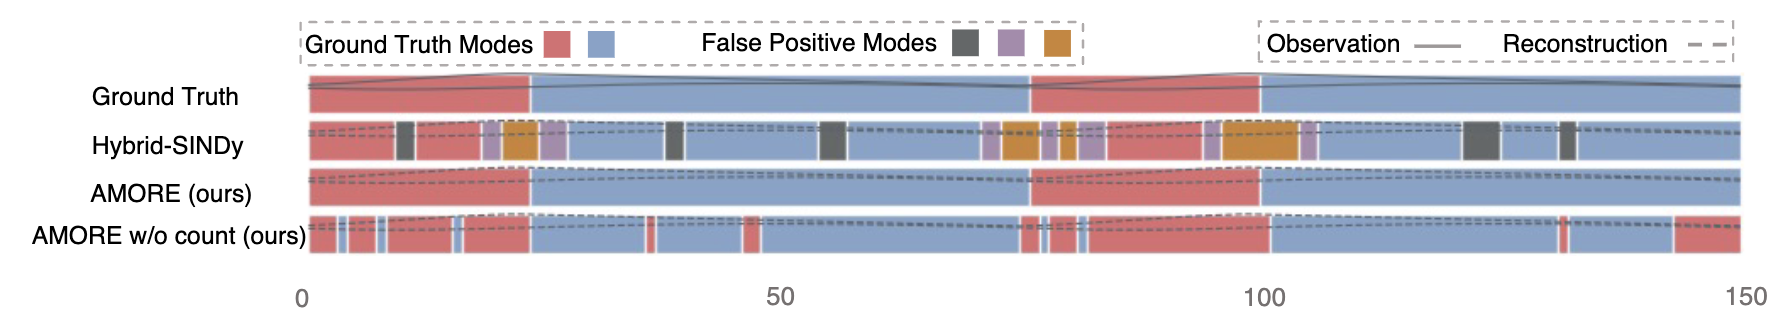 Ground Truth Modes False Positive Modes Observation Reconstruction
Ground Truth
Hybrid-SINDy
AMORE (ours)
AMORE w/o count (ours)
0 50 100 150